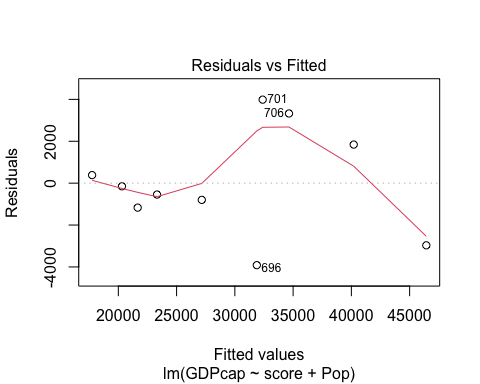 Residuals vs Fitted
Residuals
-4000 0 2000
701
706
696
20000 25000 30000 35000 40000 45000
Fitted values
lm(GDPcap ~ score + Pop)